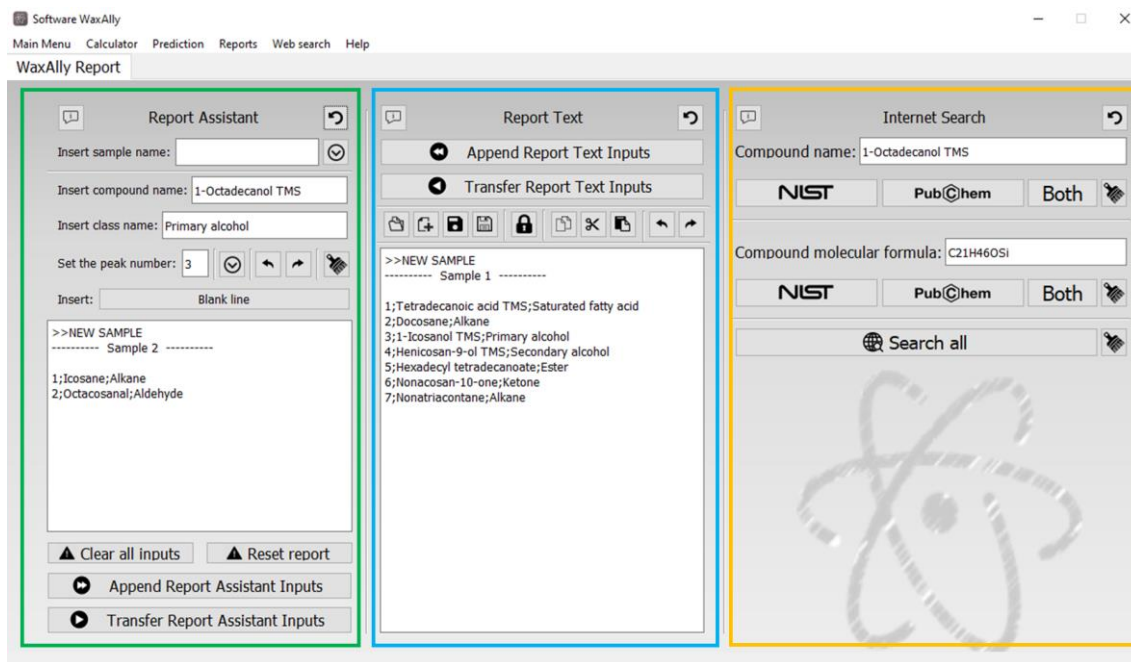 Software WaxAlly
Main Menu Calculator Prediction Reports Web search Help
WaxAlly Report
Report Assistant
Insert sample name:
Insert compound name: 1-Octadecanol TMS
Insert class name: Primary alcohol
Set the peak number: 3
Insert: Blank line
>>NEW SAMPLE
---------- Sample 2 ----------
1;Icosane;Alkane
2;Octacosanal;Aldehyde
Clear all inputs
Reset report
Append Report Assistant Inputs
Transfer Report Assistant Inputs
Report Text
Append Report Text Inputs
Transfer Report Text Inputs
>>NEW SAMPLE
---------- Sample 1 ----------
1;Tetradecanoic acid TMS;Saturated fatty acid
2;Docosane;Alkane
3;1-Icosanol TMS;Primary alcohol
4;Henicosan-9-ol TMS;Secondary alcohol
5;Hexadecyl tetradecanoate;Ester
6;Nonacosan-10-one;Ketone
7;Nonatriacontane;Alkane
Internet Search
Compound name: 1-Octadecanol TMS
NIST PubChem Both
Compound molecular formula: C21H46OSi
NIST PubChem Both
Search all